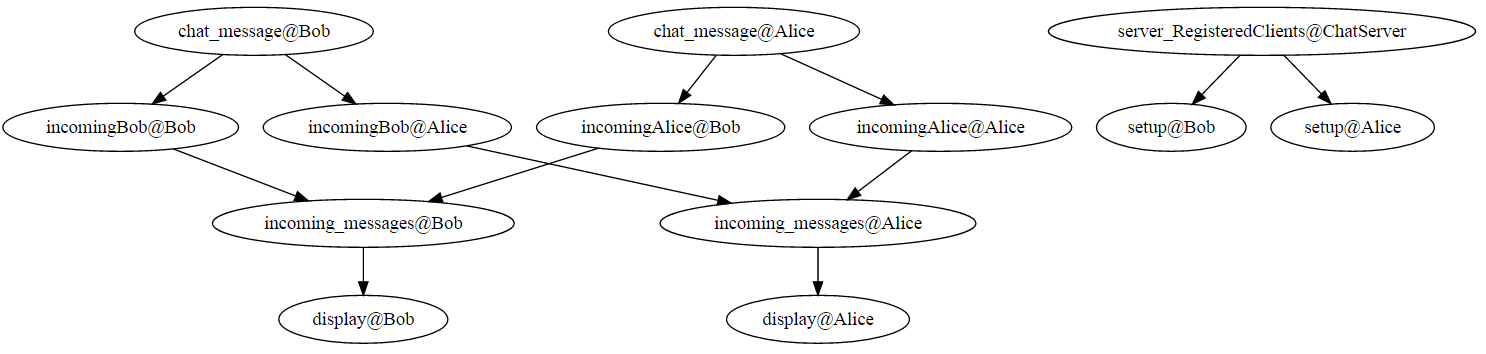 chat_message@Bob
chat_message@Alice
server_RegisteredClients@ChatServer
incomingBob@Bob
incomingBob@Alice
incomingAlice@Bob
incomingAlice@Alice
setup@Bob
setup@Alice
incoming_messages@Bob
incoming_messages@Alice
display@Bob
display@Alice